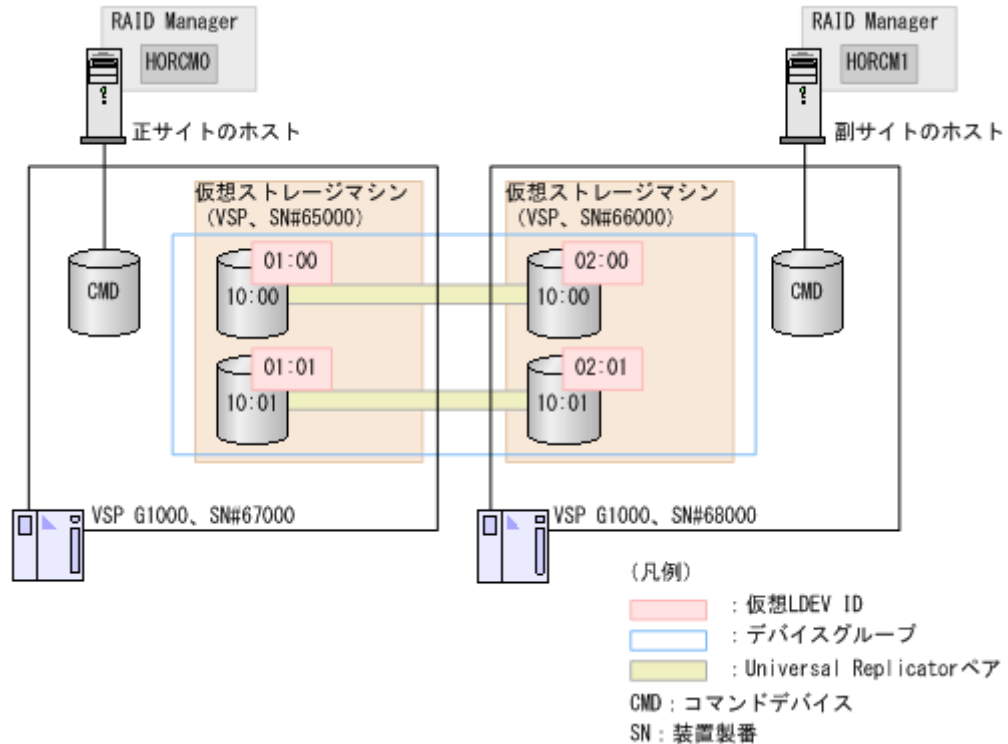 RAID Manager
HORCM0
正サイトのホスト
RAID Manager
HORCM1
副サイトのホスト
仮想ストレージマシン
(VSP、SN#65000)
仮想ストレージマシン
(VSP、SN#66000)
CMD
01:00
10:00
02:00
10:00
CMD
01:01
10:01
02:01
10:01
VSP G1000、SN#67000
VSP G1000、SN#68000
(凡例)
：仮想LDEV ID
：デバイスグループ
：Universal Replicatorペア
CMD：コマンドデバイス
SN：装置製番